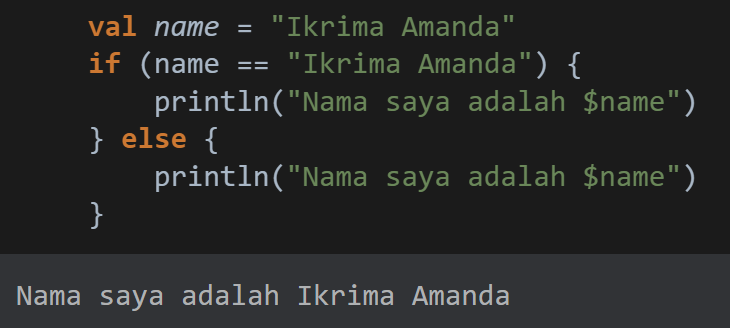 val name = "Ikrima Amanda"
if (name == "Ikrima Amanda") {
    println("Nama saya adalah $name")
} else {
    println("Nama saya adalah $name")
}
Nama saya adalah Ikrima Amanda